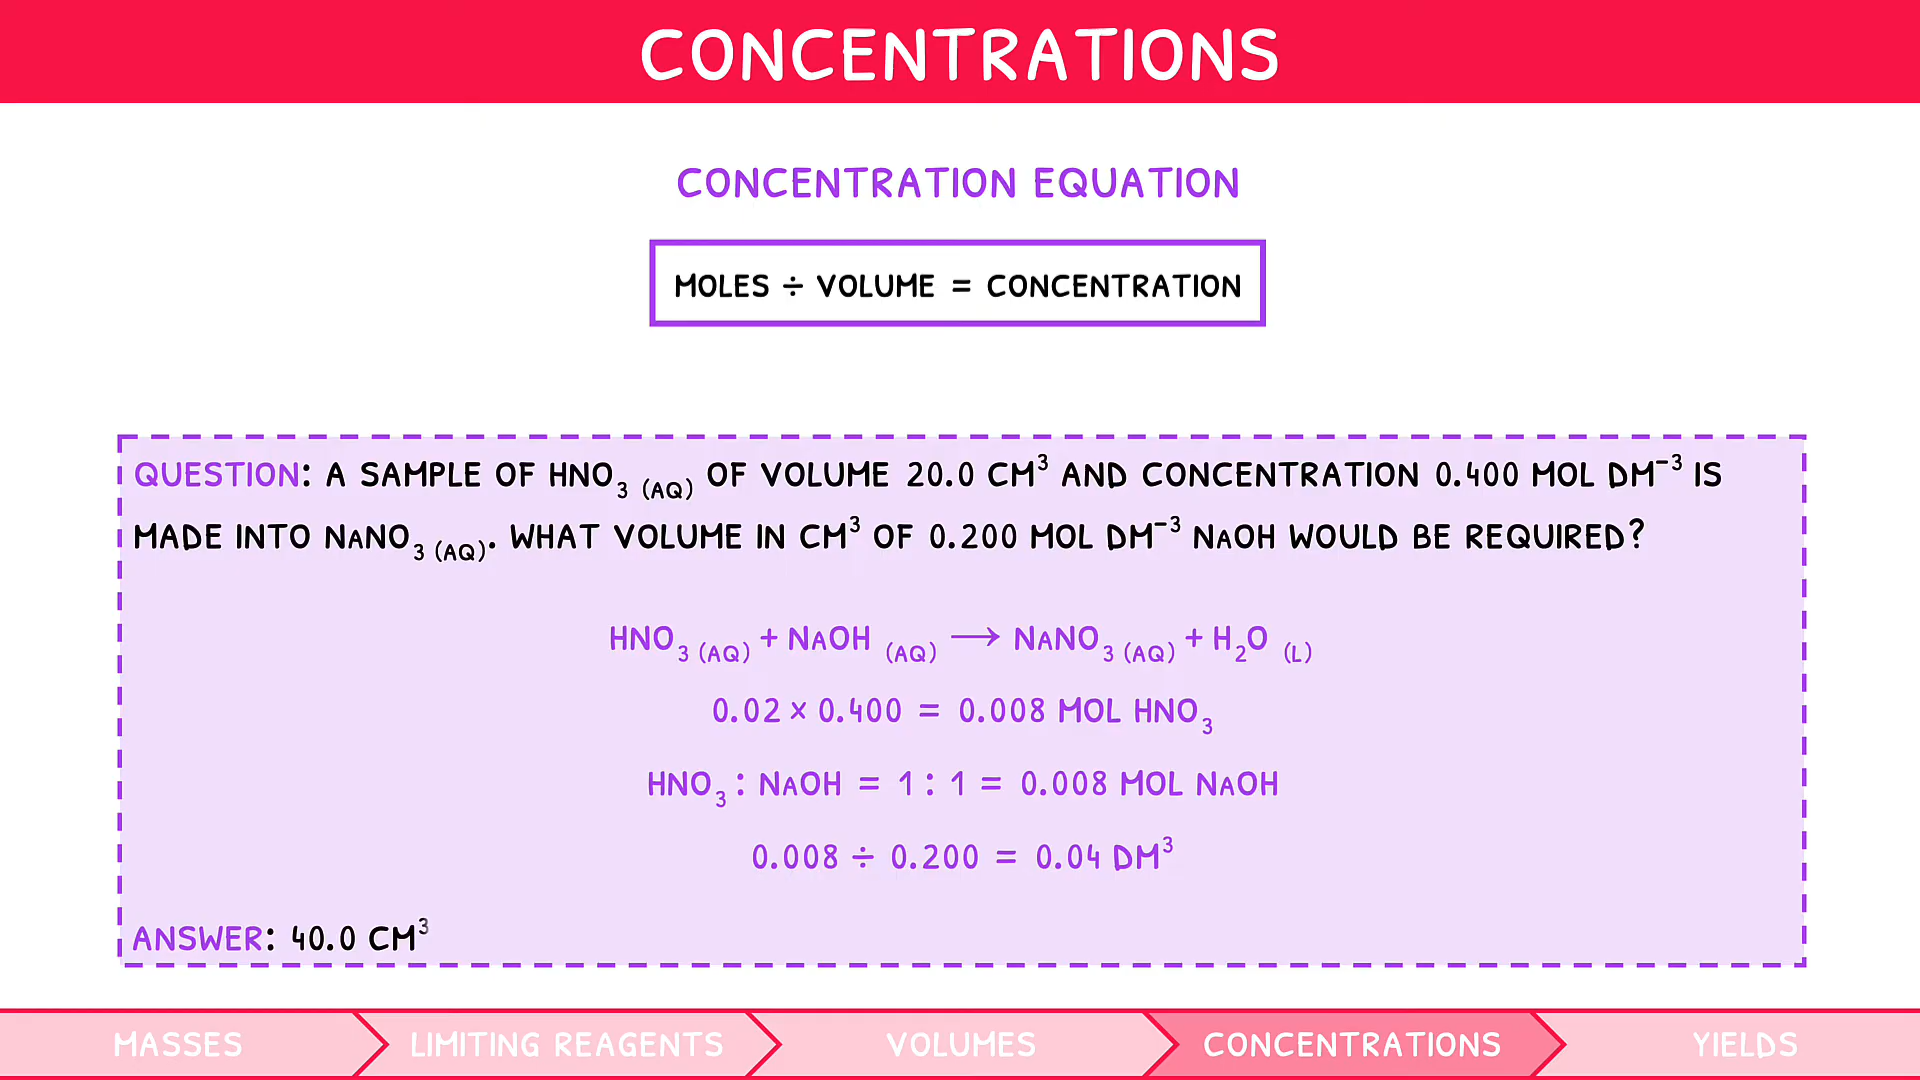 CONCENTRATIONS
CONCENTRATION EQUATION
MOLES ÷ VOLUME = CONCENTRATION
QUESTION: A SAMPLE OF HNO₃ (AQ) OF VOLUME 20.0 CM³ AND CONCENTRATION 0.400 MOL DM⁻³ IS
MADE INTO NANO₃ (AQ). WHAT VOLUME IN CM³ OF 0.200 MOL DM⁻³ NAOH WOULD BE REQUIRED?
HNO₃ (AQ) + NAOH (AQ) ⟶ NANO₃ (AQ) + H₂O (L)
0.02 × 0.400 = 0.008 MOL HNO₃
HNO₃ : NAOH = 1 : 1 = 0.008 MOL NAOH
0.008 ÷ 0.200 = 0.04 DM³
ANSWER: 40.0 CM³
MASSES LIMITING REAGENTS VOLUMES CONCENTRATIONS YIELDS